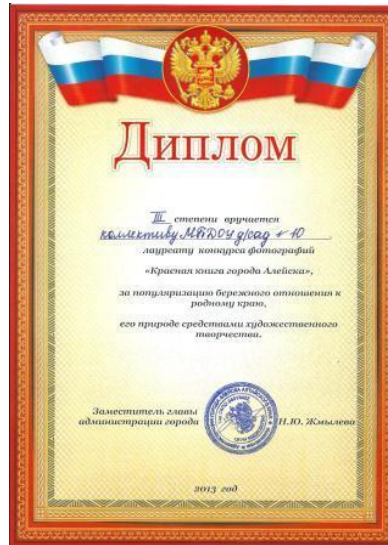 Диплом
III степени вручается
коллективу МБДОУ д/сад № 10
лауреату конкурса фотографий
«Красная книга города Алейска»,
за популяризацию бережного отношения к
родному краю,
его природе средствами художественного
творчества.
Заместитель главы
администрации города
Н.Ю. Жмылева
2013 год